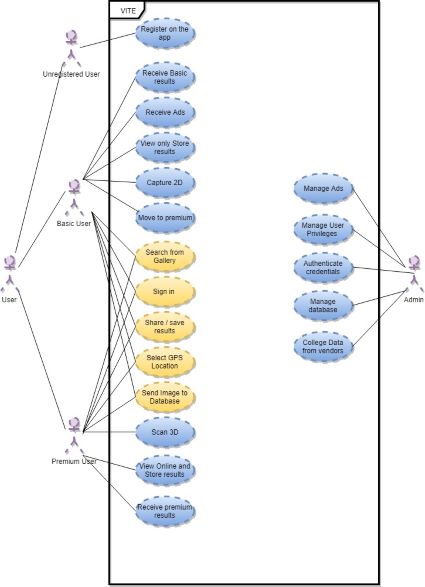 VITE
Register on the
app
Unregistered User
Receive Basic
results
Receive Ads
View only Store
results
Capture 2D
Move to premium
Basic User
Search from
Gallery
Sign in
Share / save
results
Select GPS
Location
Send Image to
Database
User
Scan 3D
Premium User
View Online and
Store results
Receive premium
results
Manage Ads
Manage User
Privileges
Authenticate
credentials
Manage
database
College Data
from vendors
Admin